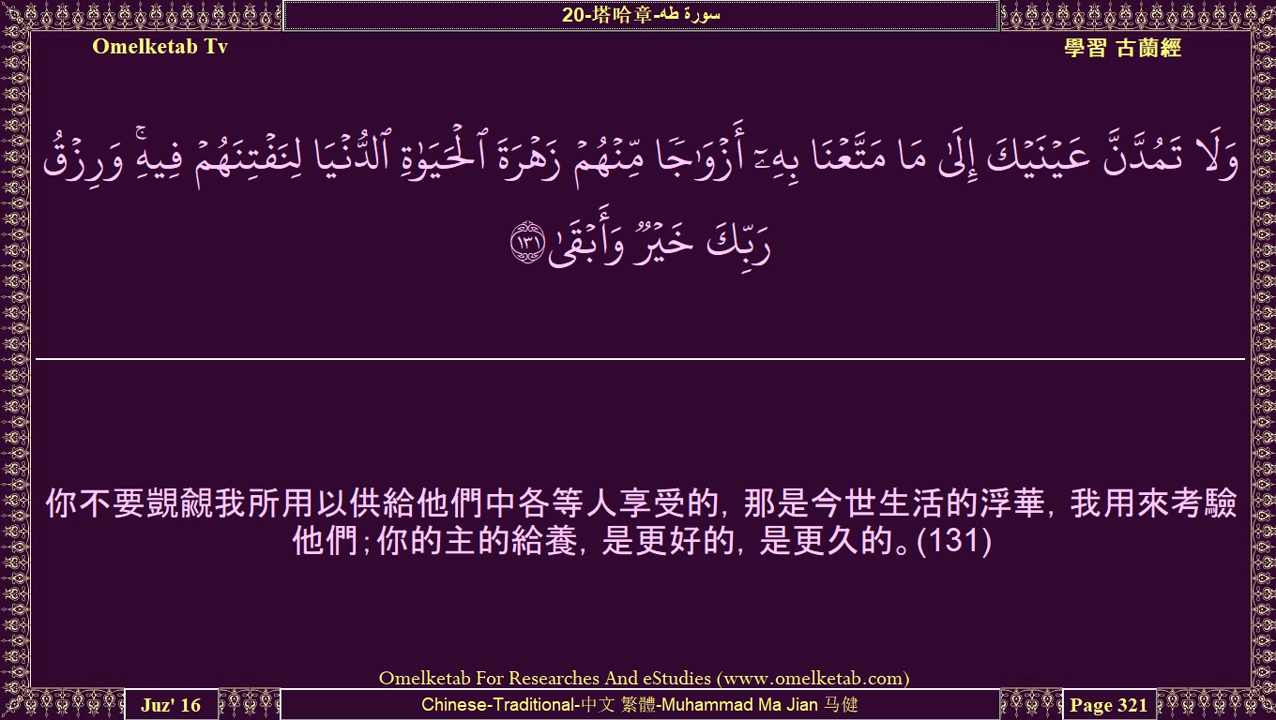 20-塔哈章-سورة طه
Omelketab Tv
學習 古蘭經
وَلَا تَمُدَّنَّ عَيْنَيْكَ إِلَىٰ مَا مَتَّعْنَا بِهِۦٓ أَزْوَٰجًا مِّنْهُمْ زَهْرَةَ ٱلْحَيَوٰةِ ٱلدُّنْيَا لِنَفْتِنَهُمْ فِيهِ ۚ وَرِزْقُ
رَبِّكَ خَيْرٌ وَأَبْقَىٰ ١٣١
你不要覬覦我所用以供給他們中各等人享受的, 那是今世生活的浮華, 我用來考驗
他們;你的主的給養, 是更好的, 是更久的。(131)
Omelketab For Researches And eStudies (www.omelketab.com)
Juz' 16
Chinese-Traditional-中文 繁體-Muhammad Ma Jian 马健
Page 321